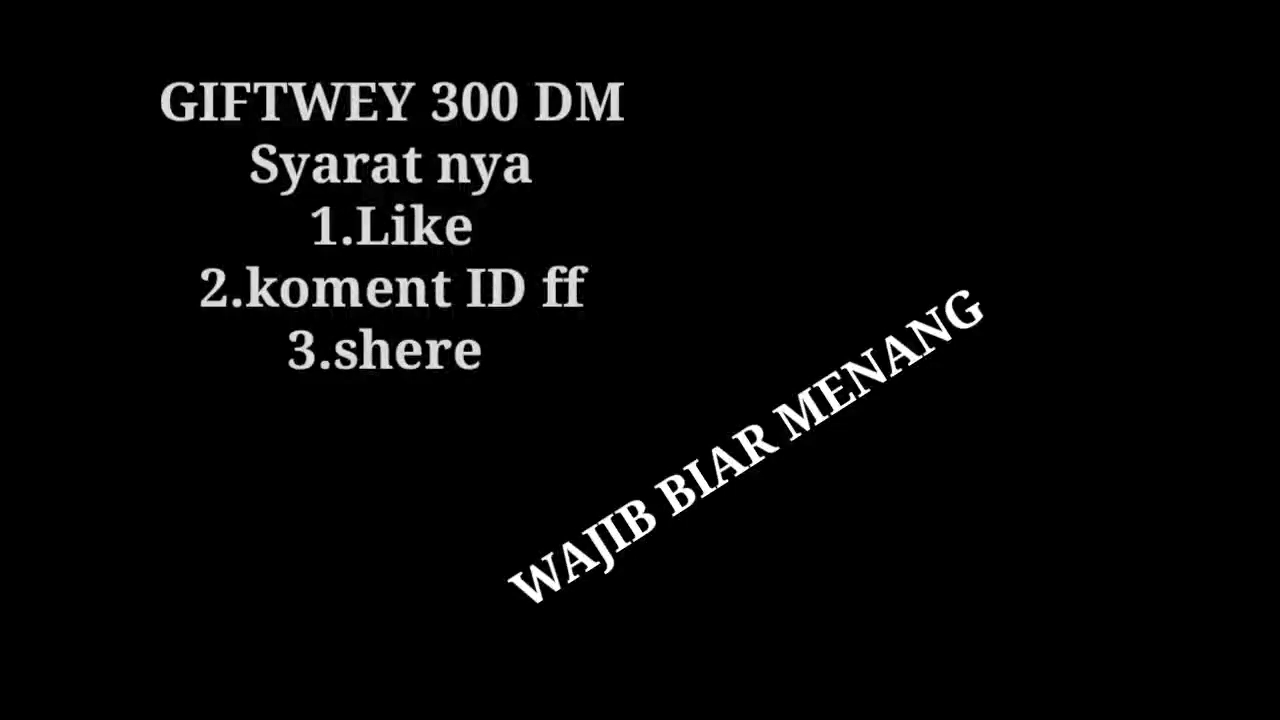 GIFTWEY 300 DM
Syarat nya
1.Like
2.koment ID ff
3.shere
WAJIB BIAR MENANG